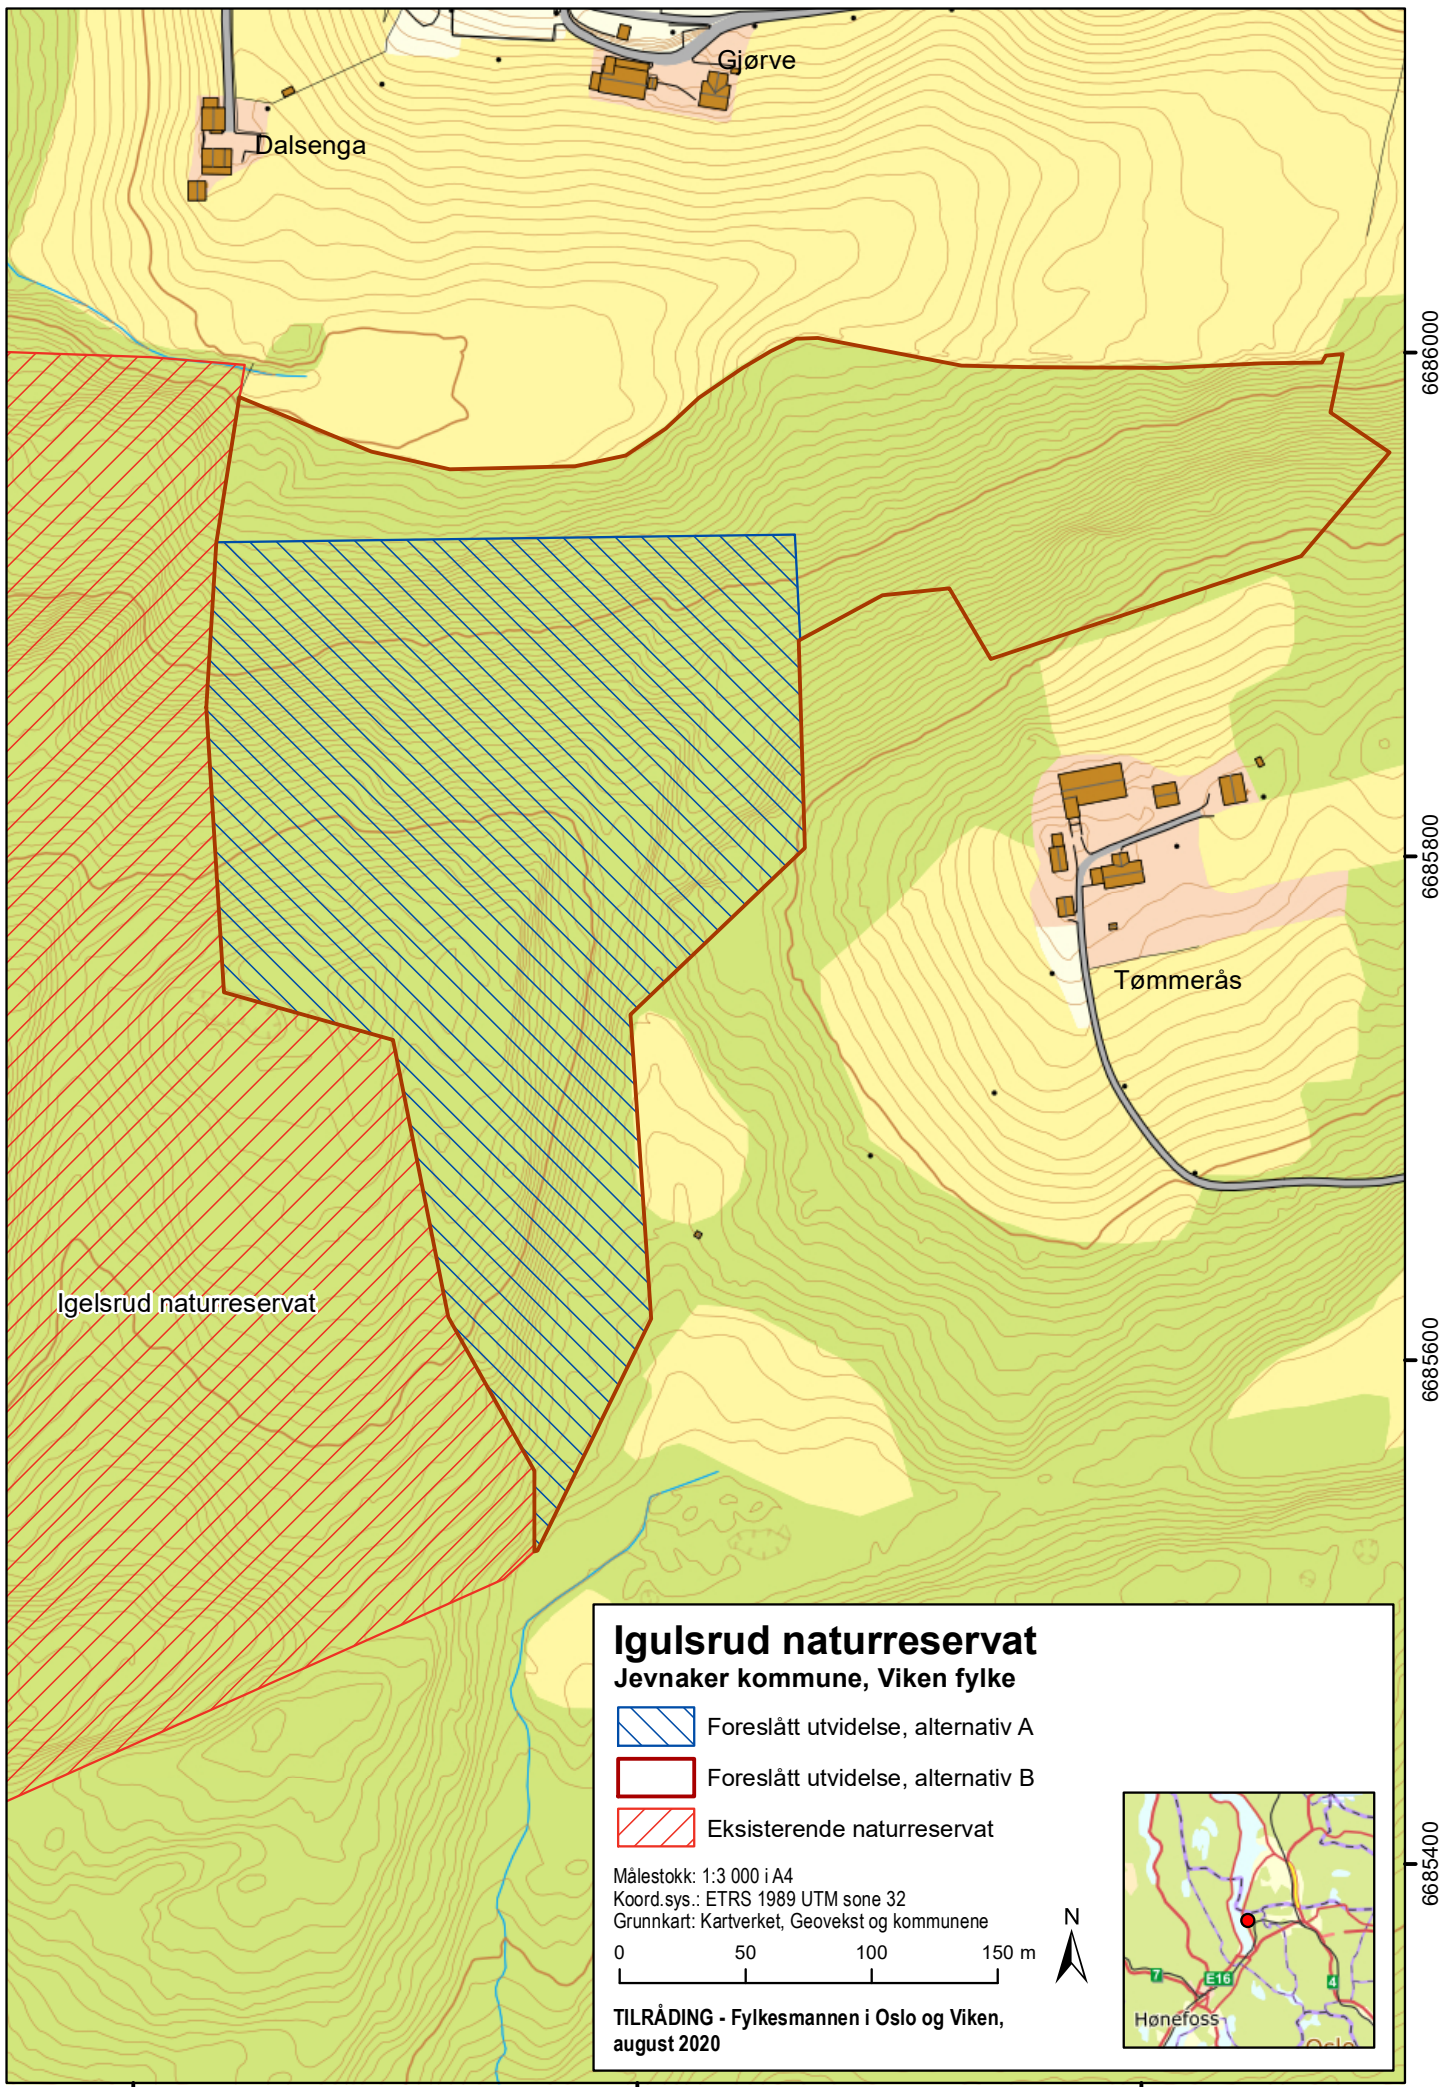 Gjørve
Dalsenga
6686000
6685800
Tømmerås
6685600
Igelsrud naturreservat
Igulsrud naturreservat
Jevnaker kommune, Viken fylke
Foreslått utvidelse, alternativ A
Foreslått utvidelse, alternativ B
Eksisterende naturreservat
Målestokk: 1:3 000 i A4
Koord.sys.: ETRS 1989 UTM sone 32
Grunnkart: Kartverket, Geovekst og kommunene
0 50 100 150 m
N
TILRÅDING - Fylkesmannen i Oslo og Viken,
august 2020
6685400
7
E16
4
Hønefoss
Oslo